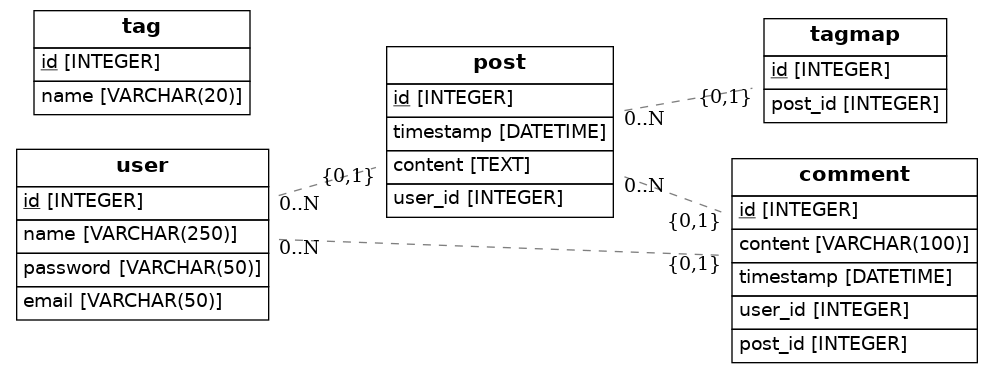 tag
id [INTEGER]
name [VARCHAR(20)]
user
id [INTEGER]
name [VARCHAR(250)]
password [VARCHAR(50)]
email [VARCHAR(50)]
post
id [INTEGER]
timestamp [DATETIME]
content [TEXT]
user_id [INTEGER]
tagmap
id [INTEGER]
post_id [INTEGER]
comment
id [INTEGER]
content [VARCHAR(100)]
timestamp [DATETIME]
user_id [INTEGER]
post_id [INTEGER]
{0,1}
0..N
0..N
{0,1}
0..N
{0,1}
0..N
{0,1}